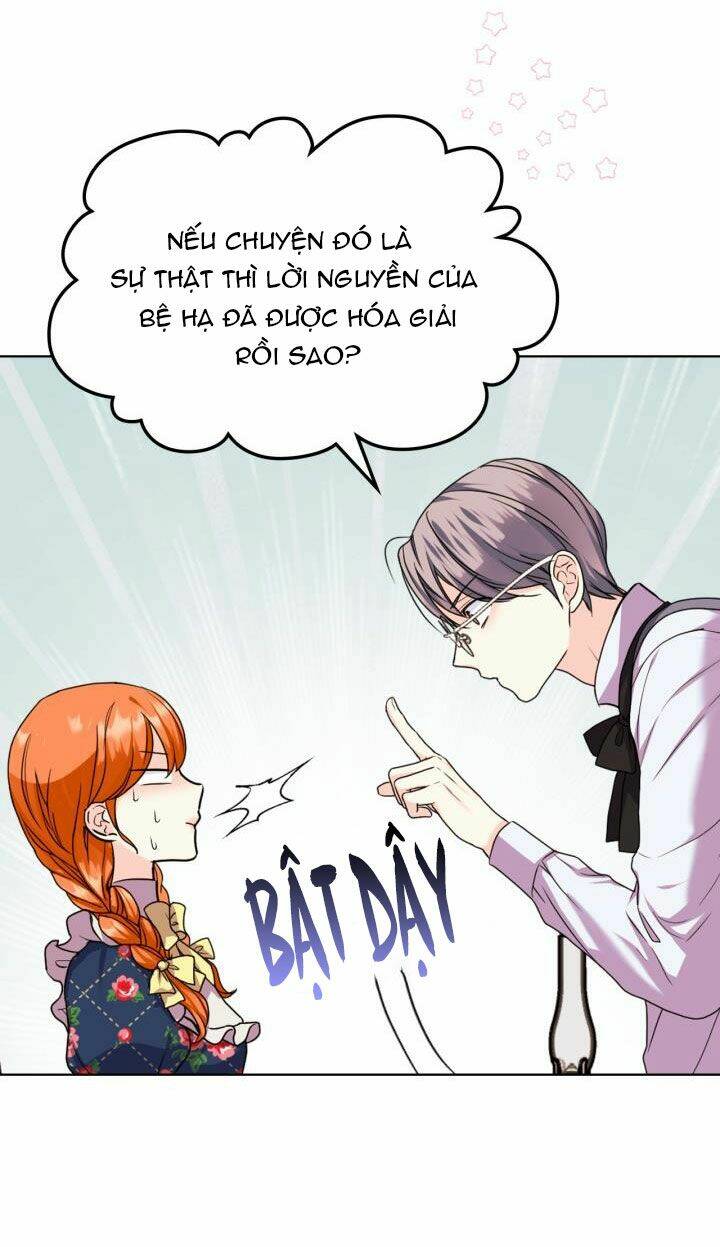 NẾU CHUYỆN ĐÓ LÀ
SỰ THẬT THÌ LỜI NGUYỀN CỦA
BỆ HẠ ĐÃ ĐƯỢC HÓA GIẢI
RỒI SAO?
BẬT DẬY